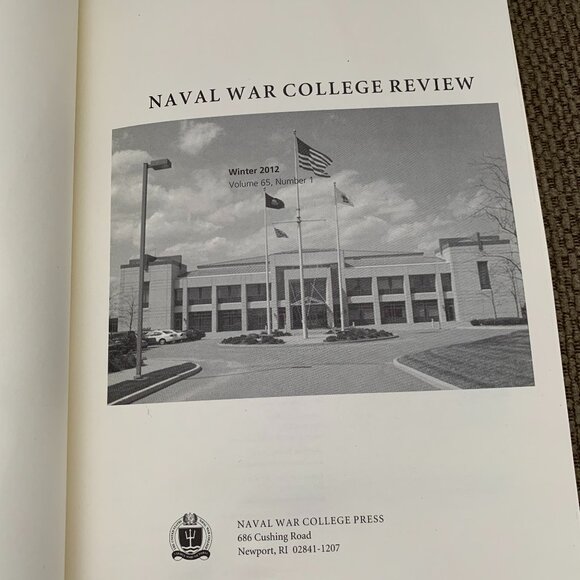 NAVAL WAR COLLEGE REVIEW
Winter 2012
Volume 65, Number 1
NAVAL WAR COLLEGE PRESS
686 Cushing Road
Newport, RI 02841-1207